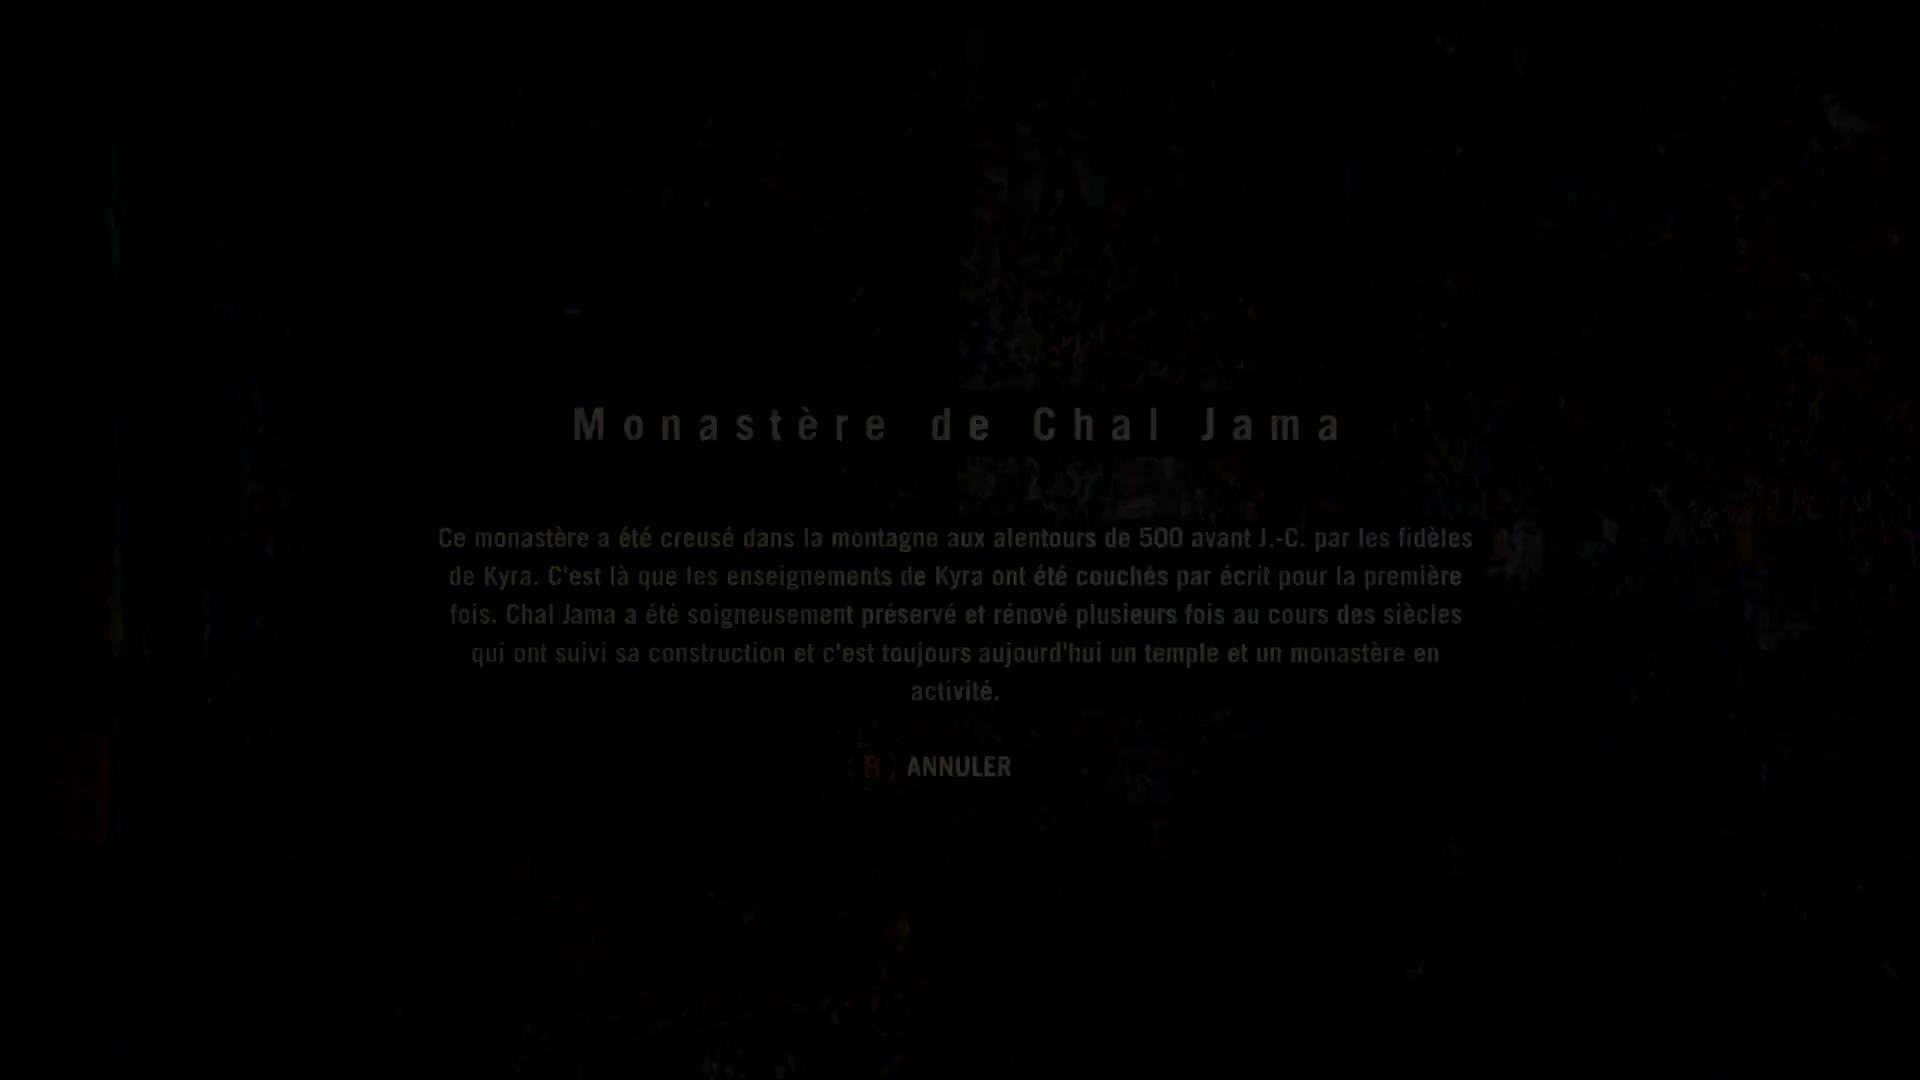 Monastère de Chal Jama
Ce monastère a été creusé dans la montagne aux alentours de 500 avant J.-C. par les fidèles
de Kyra. C'est là que les enseignements de Kyra ont été couchés par écrit pour la première
fois. Chal Jama a été soigneusement préservé et rénové plusieurs fois au cours des siècles
qui ont suivi sa construction et c'est toujours aujourd'hui un temple et un monastère en
activité.
B ANNULER